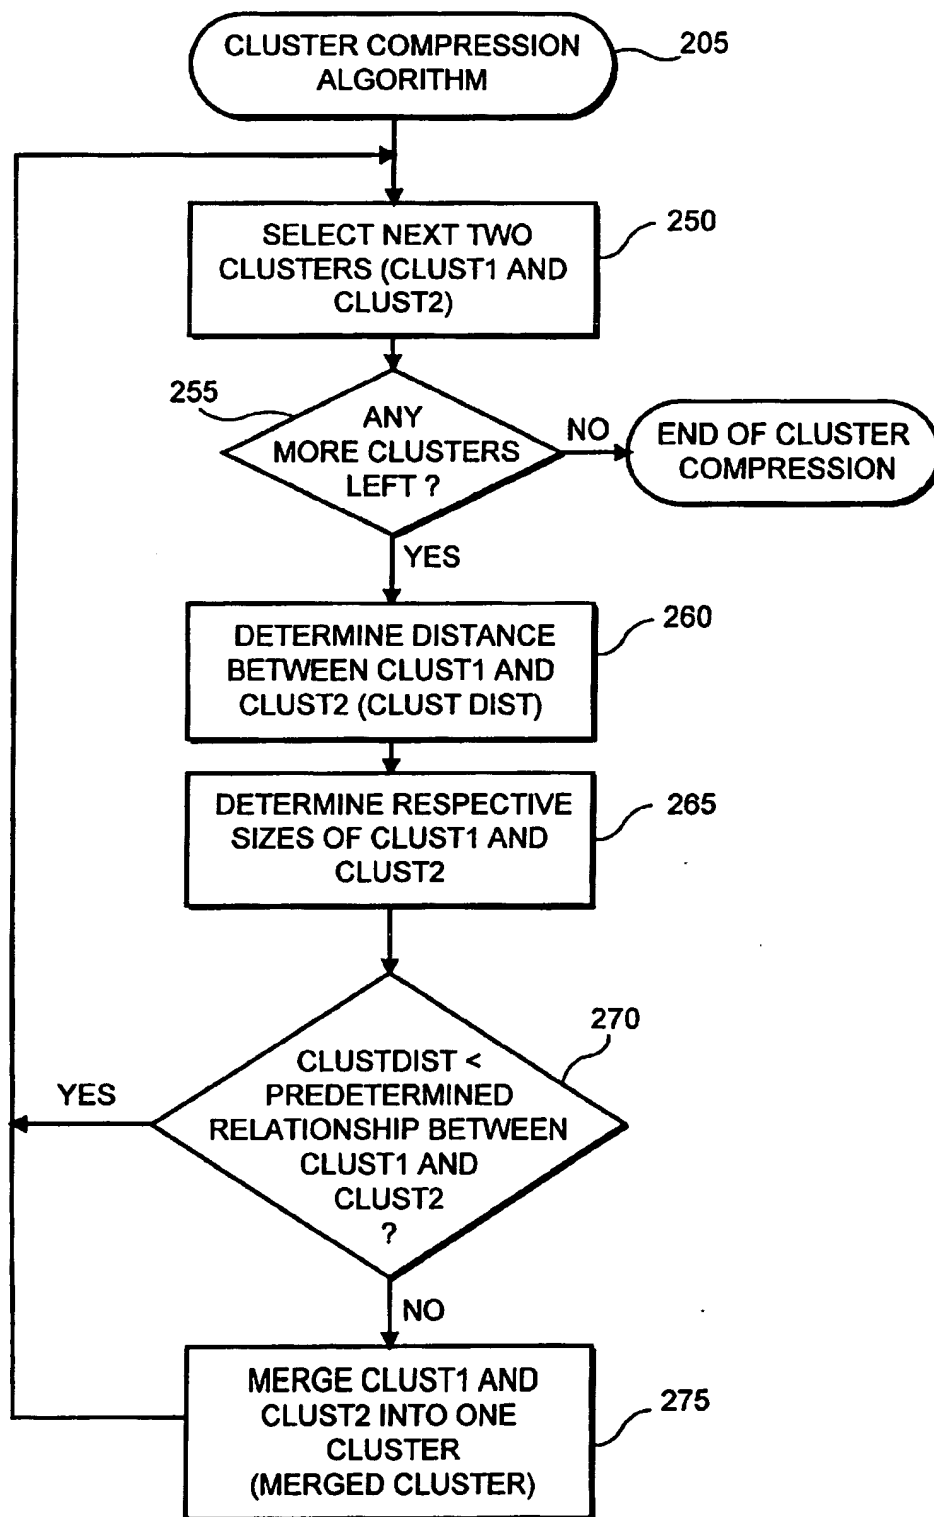 CLUSTER COMPRESSION
ALGORITHM
205
SELECT NEXT TWO
CLUSTERS (CLUST1 AND
CLUST2)
250
255
ANY
MORE CLUSTERS
LEFT ?
NO
END OF CLUSTER
COMPRESSION
YES
DETERMINE DISTANCE
BETWEEN CLUST1 AND
CLUST2 (CLUST DIST)
260
DETERMINE RESPECTIVE
SIZES OF CLUST1 AND
CLUST2
265
270
CLUSTDIST <
PREDETERMINED
RELATIONSHIP BETWEEN
CLUST1 AND
CLUST2
?
YES
NO
MERGE CLUST1 AND
CLUST2 INTO ONE
CLUSTER
(MERGED CLUSTER)
275